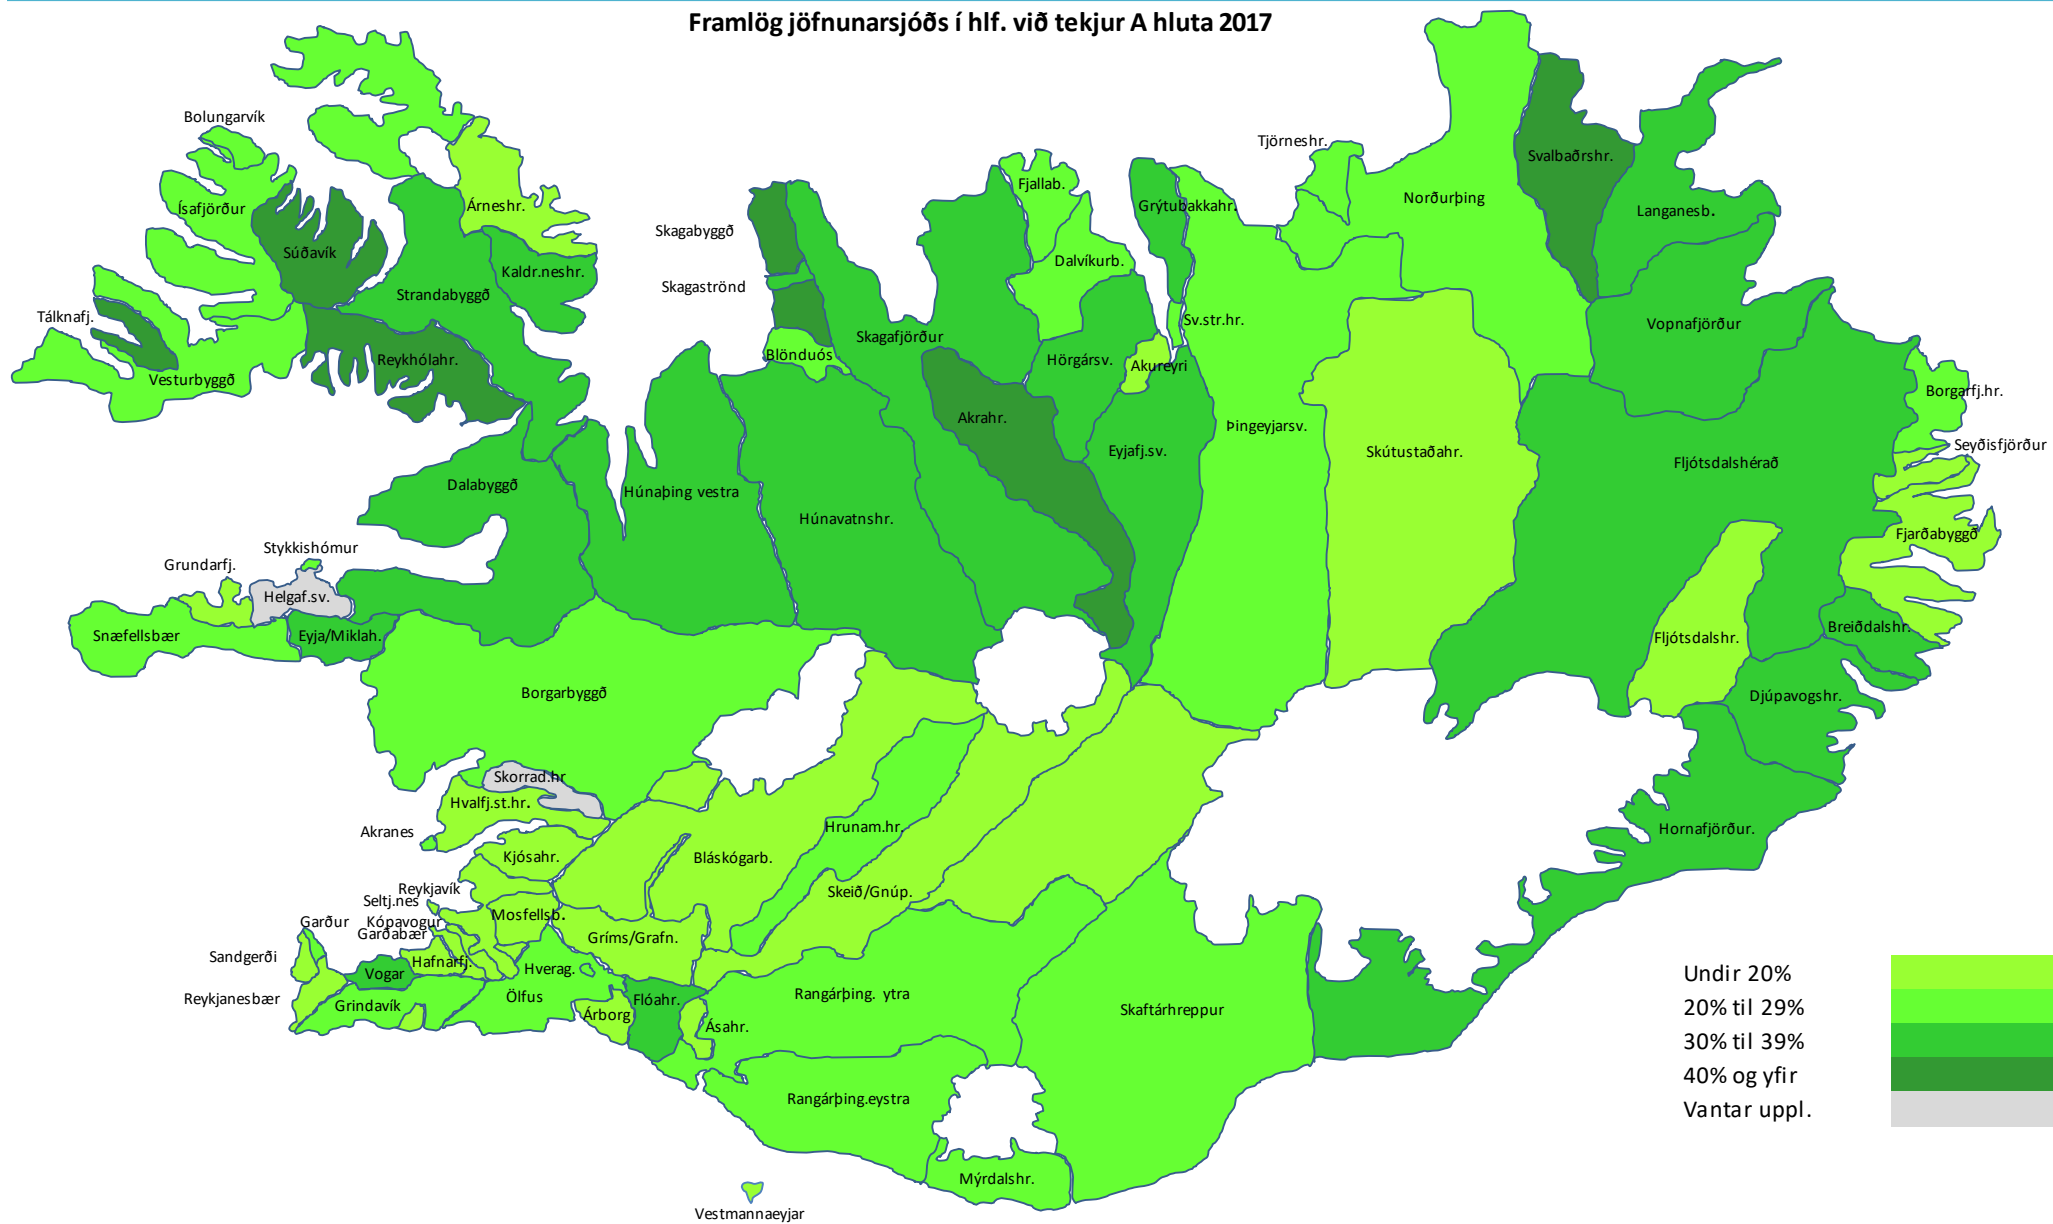 Framlög jöfnunarsjóðs í hlf. við tekjur A hluta 2017
Bolungarvík
Ísafjörður
Súðavík
Árneshr.
Kaldr.neshr.
Strandabyggð
Tálknafj.
Vesturbyggð
Reykhólahr.
Skagabyggð
Skagaströnd
Blönduós
Skagafjörður
Fjallab.
Dalvíkurb.
Grýtubakkahr.
Sv.str.hr.
Hörgársv.
Akureyri
Akrahr.
Eyjafj.sv.
Þingeyjarsv.
Tjörneshr.
Norðurþing
Svalbaðrshr.
Langanesb.
Vopnafjörður
Skútustaðahr.
Fljótsdalshérað
Borgarfj.hr.
Seyðisfjörður
Fjarðabyggð
Fljótsdalshr.
Breiðdalshr.
Djúpavogshr.
Hornafjörður.
Dalabyggð
Húnaþing vestra
Húnavatnshr.
Stykkishómur
Grundarfj.
Helgaf.sv.
Snæfellsbær
Eyja/Miklah.
Borgarbyggð
Skorrad.hr
Hvalfj.st.hr.
Akranes
Kjósahr.
Reykjavík
Seltj.nes
Mosfellsb.
Kópavogur
Garðabær
Garður
Sandgerði
Hafnarfj.
Vogar
Reykjanesbær
Grindavík
Hverag.
Ölfus
Gríms/Grafn.
Bláskógarb.
Hrunam.hr.
Skeið/Gnúp.
Árborg
Flóahr.
Ásahr.
Rangárþing. ytra
Rangárþing.eystra
Skaftárhreppur
Mýrdalshr.
Vestmannaeyjar
Undir 20%
20% til 29%
30% til 39%
40% og yfir
Vantar uppl.